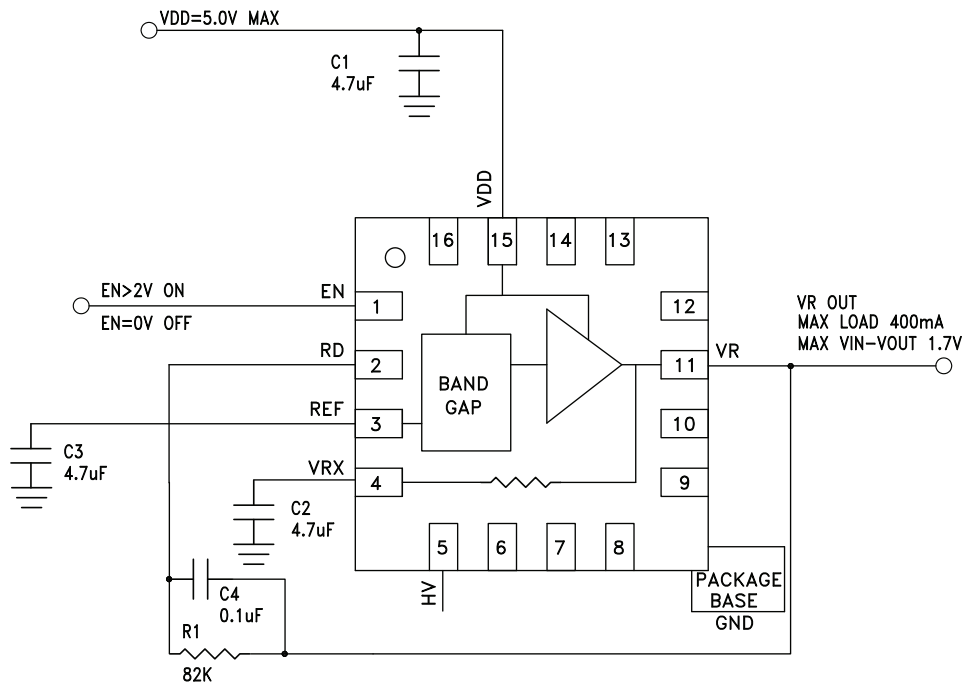 VDD=5.0V MAX
C1
4.7uF
VDD
16
15
14
13
EN>2V ON
EN=0V OFF
EN
1
12
VR OUT
MAX LOAD 400mA
MAX VIN-VOUT 1.7V
RD
2
BAND
GAP
11
VR
REF
3
10
C3
4.7uF
VRX
4
9
C2
4.7uF
5
6
7
8
HV
PACKAGE
BASE
GND
C4
0.1uF
R1
82K